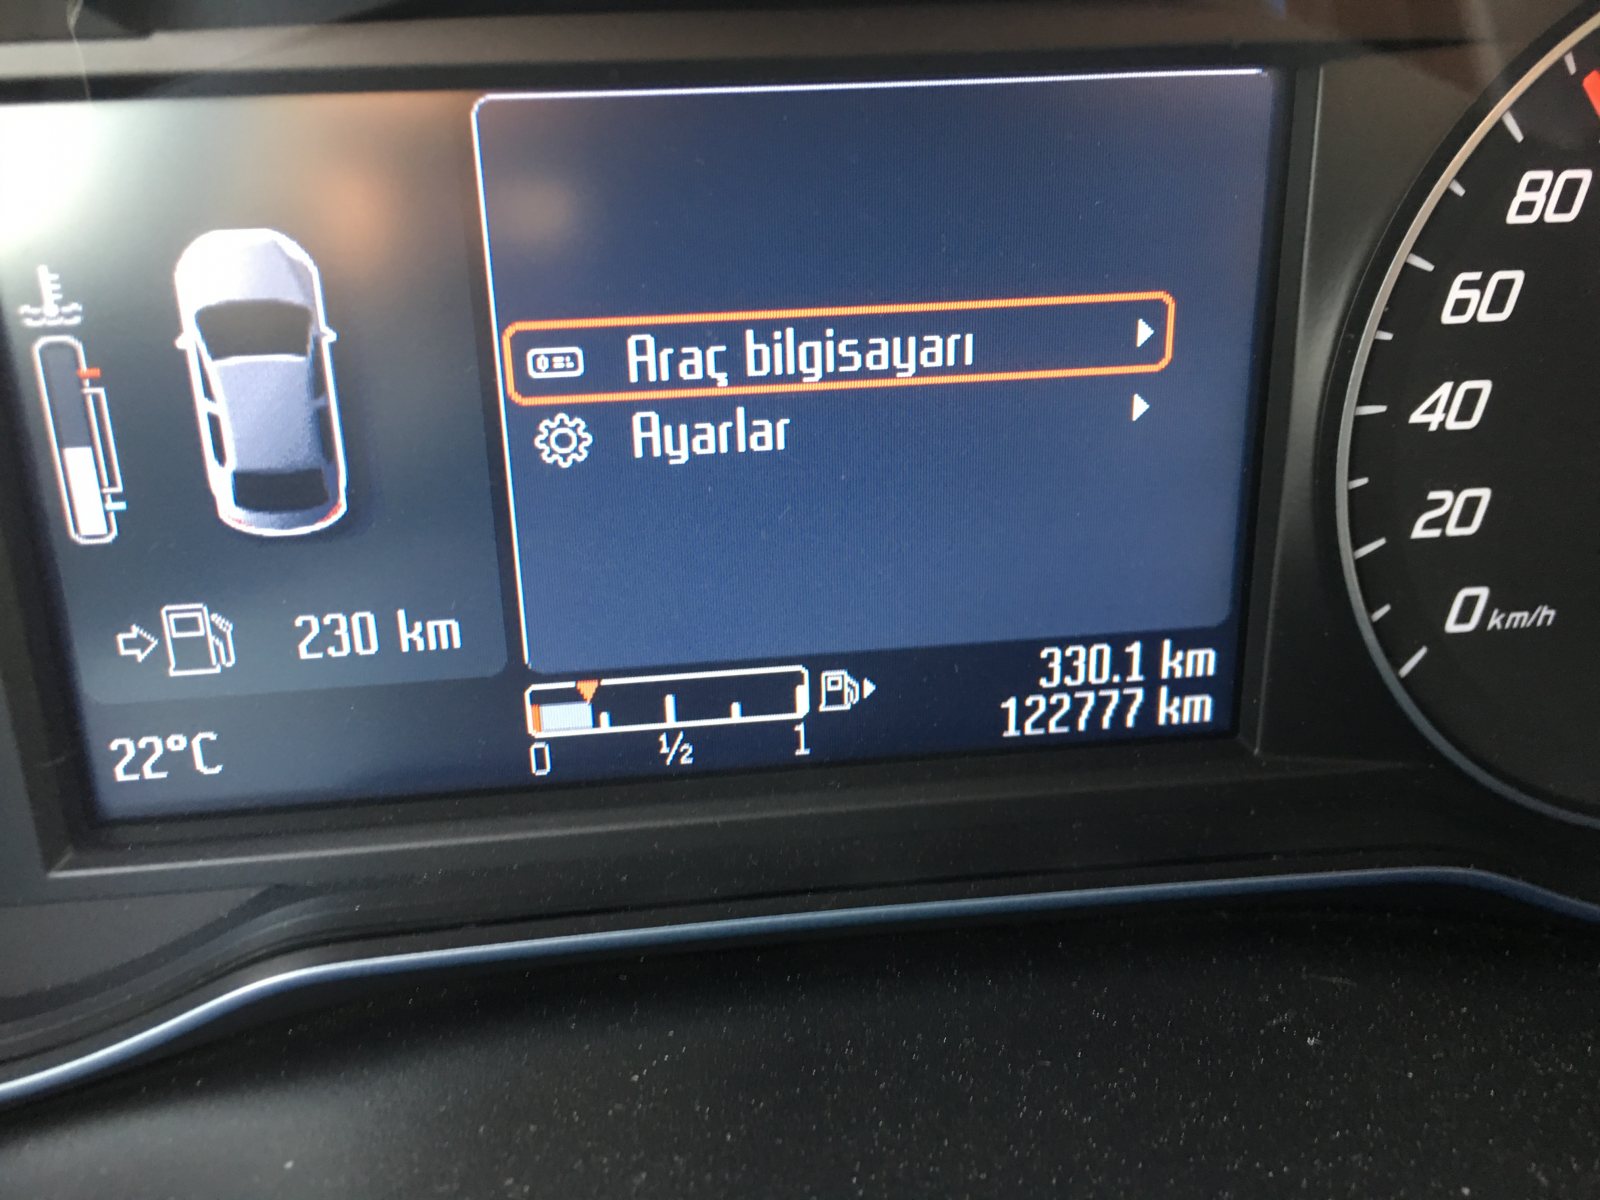 Araç bilgisayarı
Ayarlar
230 km
22°C
0 ½ 1
330.1 km
122777 km
80
60
40
20
0 km/h